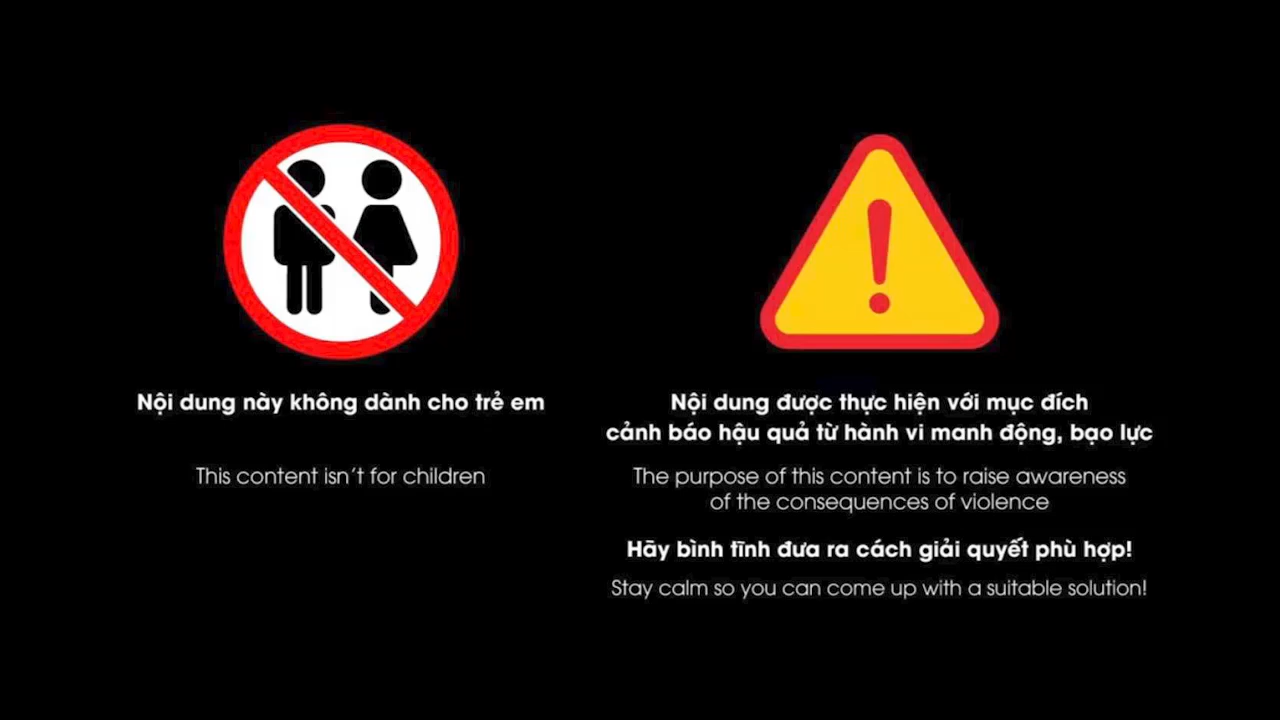 Nội dung này không dành cho trẻ em
This content isn't for children
Nội dung được thực hiện với mục đích
cảnh báo hậu quả từ hành vi manh động, bạo lực
The purpose of this content is to raise awareness
of the consequences of violence
Hãy bình tĩnh đưa ra cách giải quyết phù hợp!
Stay calm so you can come up with a suitable solution!